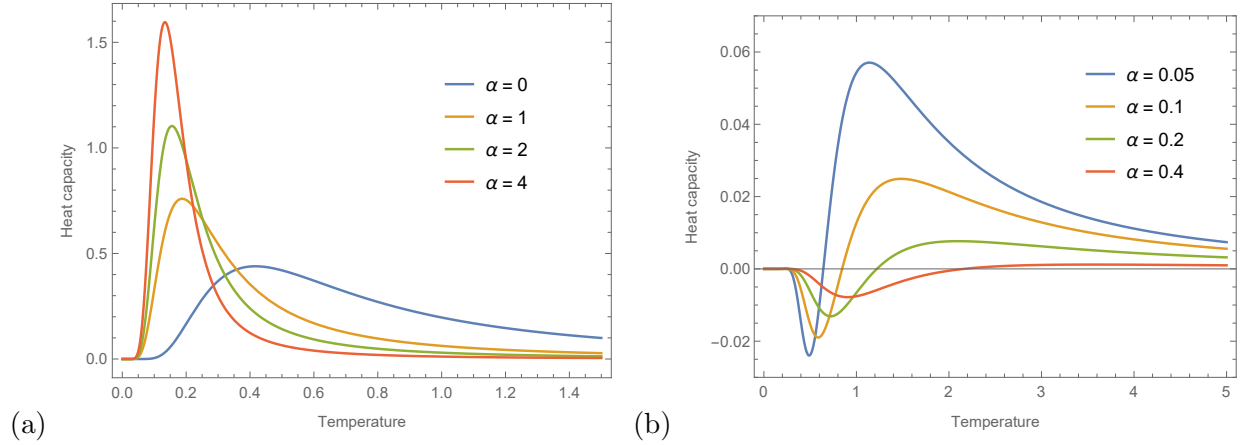 1.5
1.0
0.5
0.0
Heat capacity
α = 0
α = 1
α = 2
α = 4
0.0 0.2 0.4 0.6 0.8 1.0 1.2 1.4
Temperature
(a)
0.06
0.04
0.02
0.00
−0.02
Heat capacity
α = 0.05
α = 0.1
α = 0.2
α = 0.4
0 1 2 3 4 5
Temperature
(b)